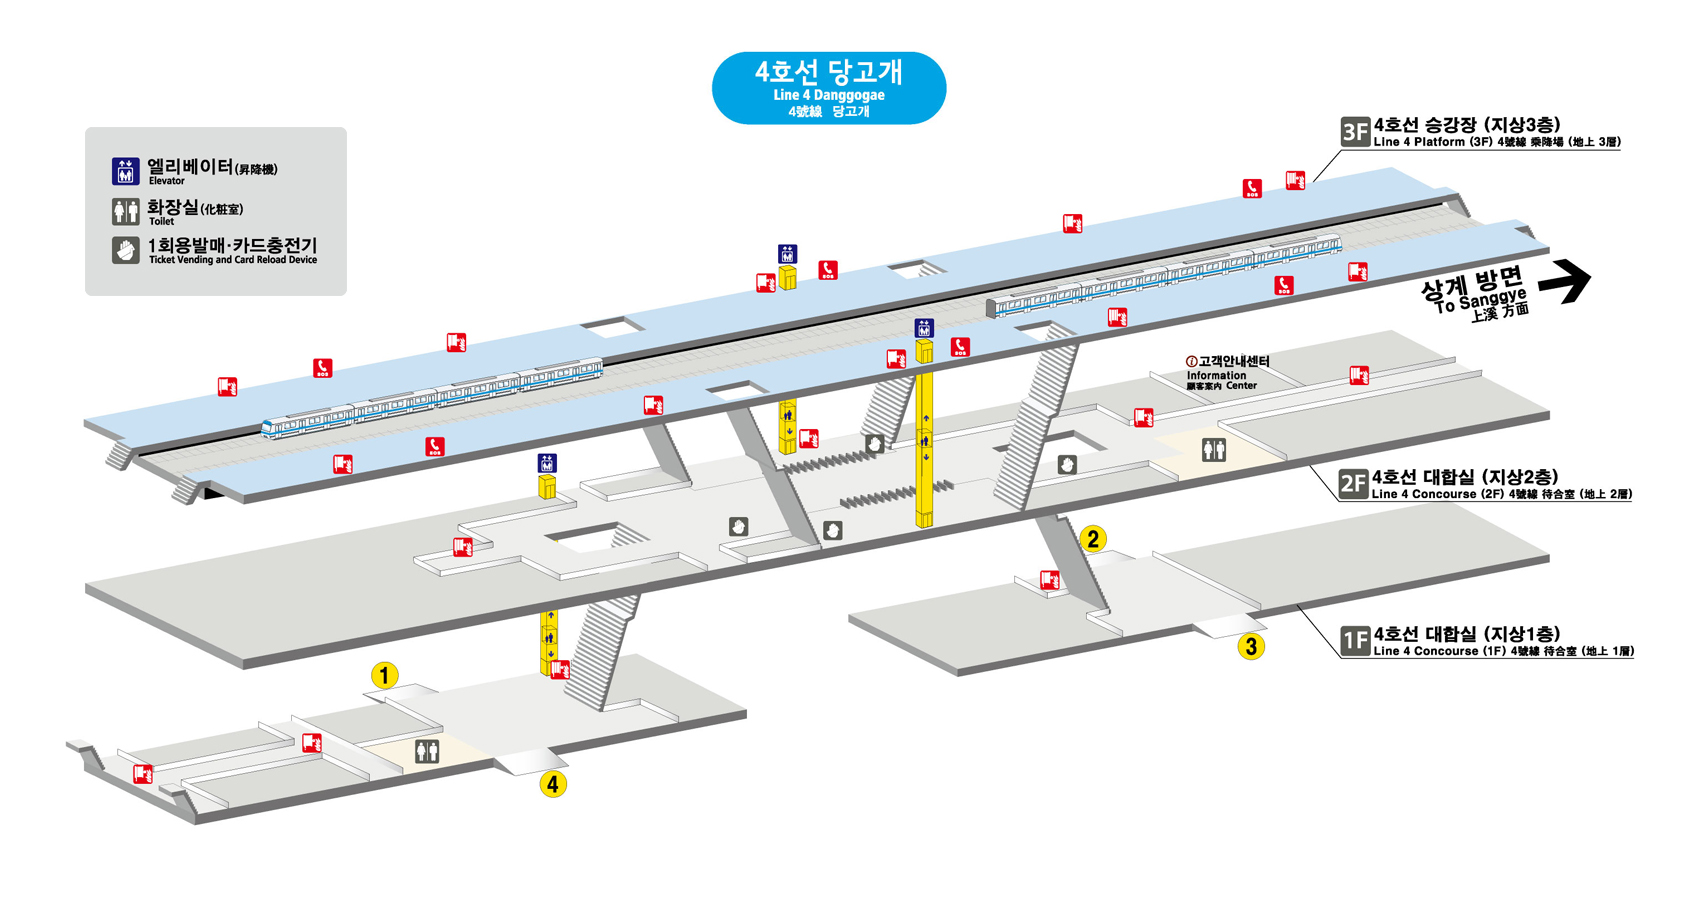 4호선 당고개
Line 4 Danggogae
4號線 당고개
엘리베이터(昇降機)
Elevator
화장실(化粧室)
Toilet
1회용발매·카드충전기
Ticket Vending and Card Reload Device
3F 4호선 승강장 (지상3층)
Line 4 Platform (3F) 4號線 乘降場 (地上 3層)
SOS
SOS
SOS
SOS
SOS
SOS
상계 방면
To Sanggye
上溪 方面
i 고객안내센터
Information
顧客案內 Center
2F 4호선 대합실 (지상2층)
Line 4 Concourse (2F) 4號線 待合室 (地上 2層)
2
3
1F 4호선 대합실 (지상1층)
Line 4 Concourse (1F) 4號線 待合室 (地上 1層)
1
4